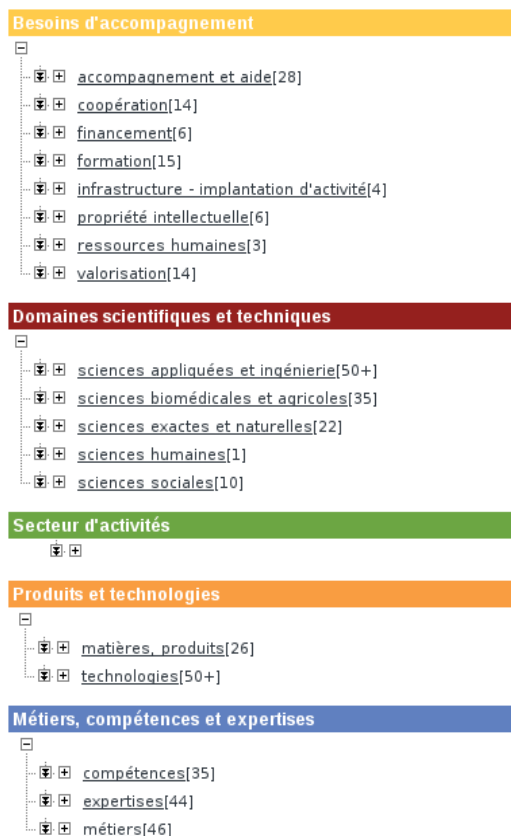 Besoins d'accompagnement
accompagnement et aide[28]
coopération[14]
financement[6]
formation[15]
infrastructure - implantation d'activité[4]
propriété intellectuelle[6]
ressources humaines[3]
valorisation[14]
Domaines scientifiques et techniques
sciences appliquées et ingénierie[50+]
sciences biomédicales et agricoles[35]
sciences exactes et naturelles[22]
sciences humaines[1]
sciences sociales[10]
Secteur d'activités
Produits et technologies
matières, produits[26]
technologies[50+]
Métiers, compétences et expertises
compétences[35]
expertises[44]
métiers[46]